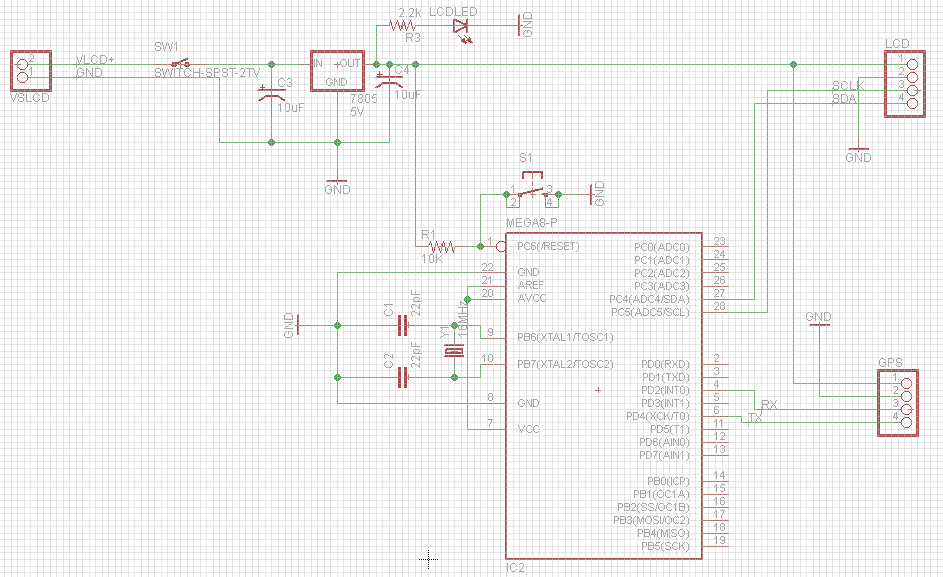 2.2k LCDLED
R3
GND
SW1
LCD
2 VLCD+
1 GND
SWITCH-SPST-2TV
VSLCD
C3
10uF
IN +OUT
GND
7805
5V
C4
10uF
GND
1
2
3 SCLK
4 SDA
GND
S1
1 3
2 4
GND
MEGA8-P
R1
10K
1 PC6(/RESET)
22 GND
21 AREF
20 AVCC
9 PB6(XTAL1/TOSC1)
10 PB7(XTAL2/TOSC2)
8 GND
7 VCC
GND
C1
22pF
C2
22pF
Y1
16MHz
PC0(ADC0) 23
PC1(ADC1) 24
PC2(ADC2) 25
PC3(ADC3) 26
PC4(ADC4/SDA) 27
PC5(ADC5/SCL) 28
PD0(RXD) 2
PD1(TXD) 3
PD2(INT0) 4
PD3(INT1) 5
PD4(XCK/T0) 6
PD5(T1) 11
PD6(AIN0) 12
PD7(AIN1) 13
PB0(ICP) 14
PB1(OC1A) 15
PB2(SS/OC1B) 16
PB3(MOSI/OC2) 17
PB4(MISO) 18
PB5(SCK) 19
IC2
GND
GPS
1
2
3
4
RX
TX